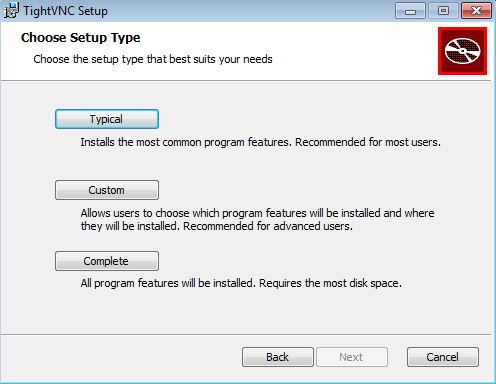 TightVNC Setup
Choose Setup Type
Choose the setup type that best suits your needs
Typical
Installs the most common program features. Recommended for most users.
Custom
Allows users to choose which program features will be installed and where
they will be installed. Recommended for advanced users.
Complete
All program features will be installed. Requires the most disk space.
Back
Next
Cancel